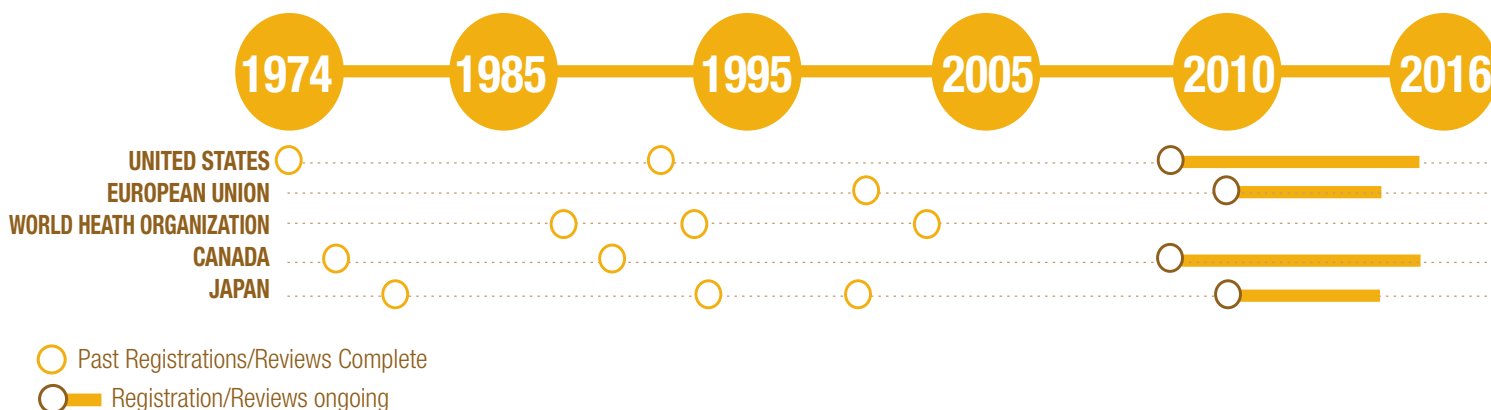 1974 1985 1995 2005 2010 2016
UNITED STATES
EUROPEAN UNION
WORLD HEATH ORGANIZATION
CANADA
JAPAN
Past Registrations/Reviews Complete
Registration/Reviews ongoing